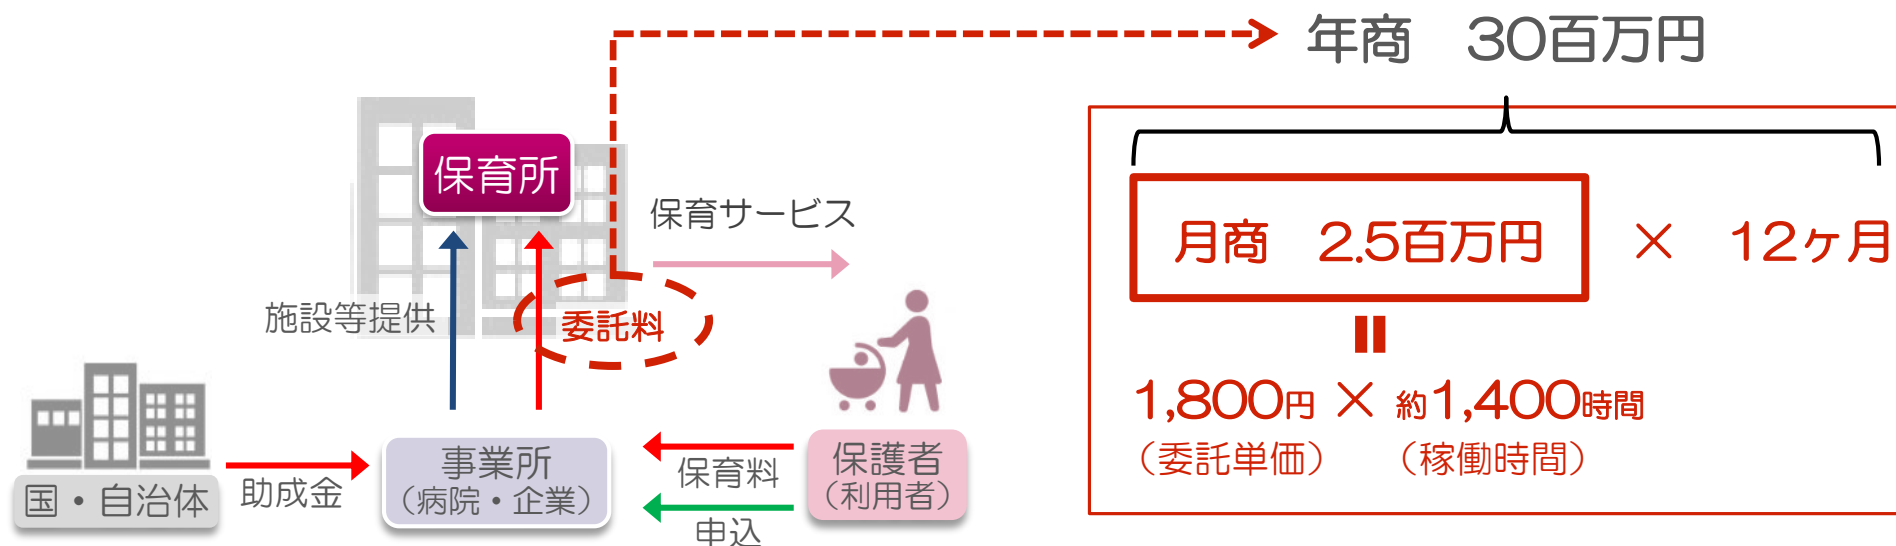 年商 30百万円
保育所
保育サービス
月商 2.5百万円 × 12ヶ月
施設等提供
委託料
1,800円 × 約1,400時間
(委託単価) (稼働時間)
国・自治体
助成金
事業所
(病院・企業)
保育料
申込
保護者
(利用者)